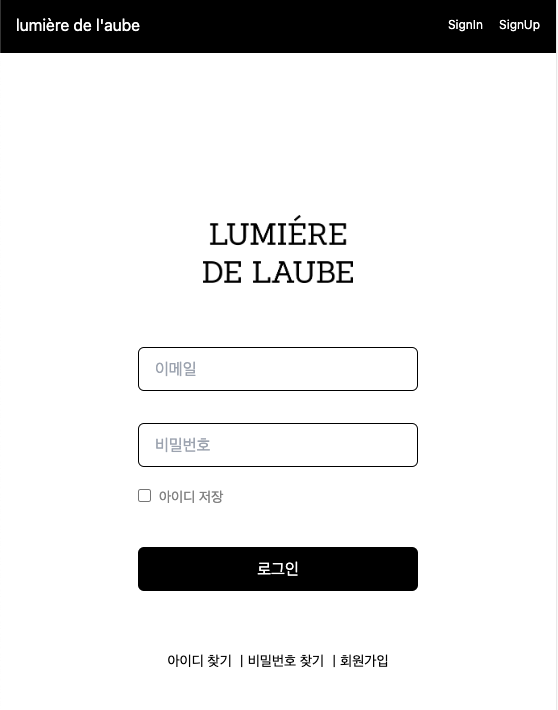 lumière de l'aube SignIn SignUp
LUMIÉRE
DE LAUBE
이메일
비밀번호
아이디 저장
로그인
아이디 찾기 | 비밀번호 찾기 | 회원가입